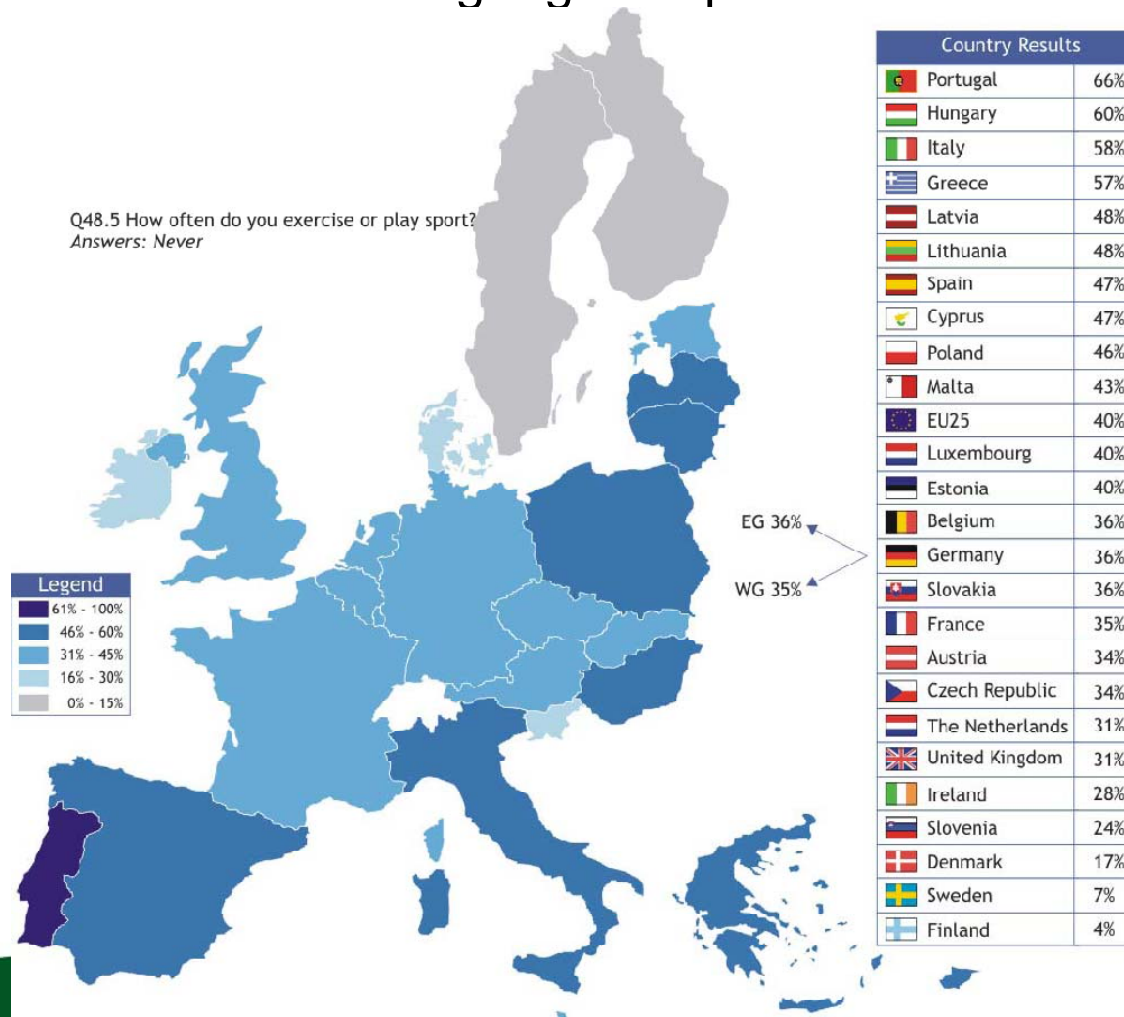 Q48.5 How often do you exercise or play sport?
Answers: Never
EG 36%
WG 35%
Legend
61% - 100%
46% - 60%
31% - 45%
16% - 30%
0% - 15%
Country Results
Portugal 66%
Hungary 60%
Italy 58%
Greece 57%
Latvia 48%
Lithuania 48%
Spain 47%
Cyprus 47%
Poland 46%
Malta 43%
EU25 40%
Luxembourg 40%
Estonia 40%
Belgium 36%
Germany 36%
Slovakia 36%
France 35%
Austria 34%
Czech Republic 34%
The Netherlands 31%
United Kingdom 31%
Ireland 28%
Slovenia 24%
Denmark 17%
Sweden 7%
Finland 4%